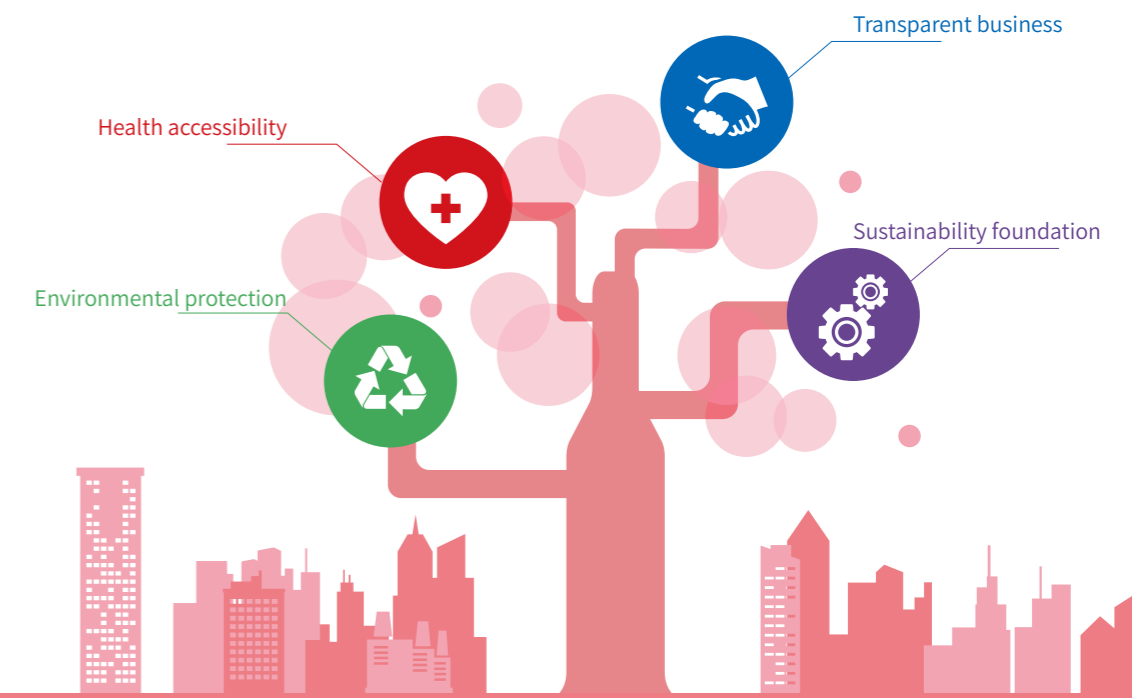 Transparent business
Health accessibility
Sustainability foundation
Environmental protection